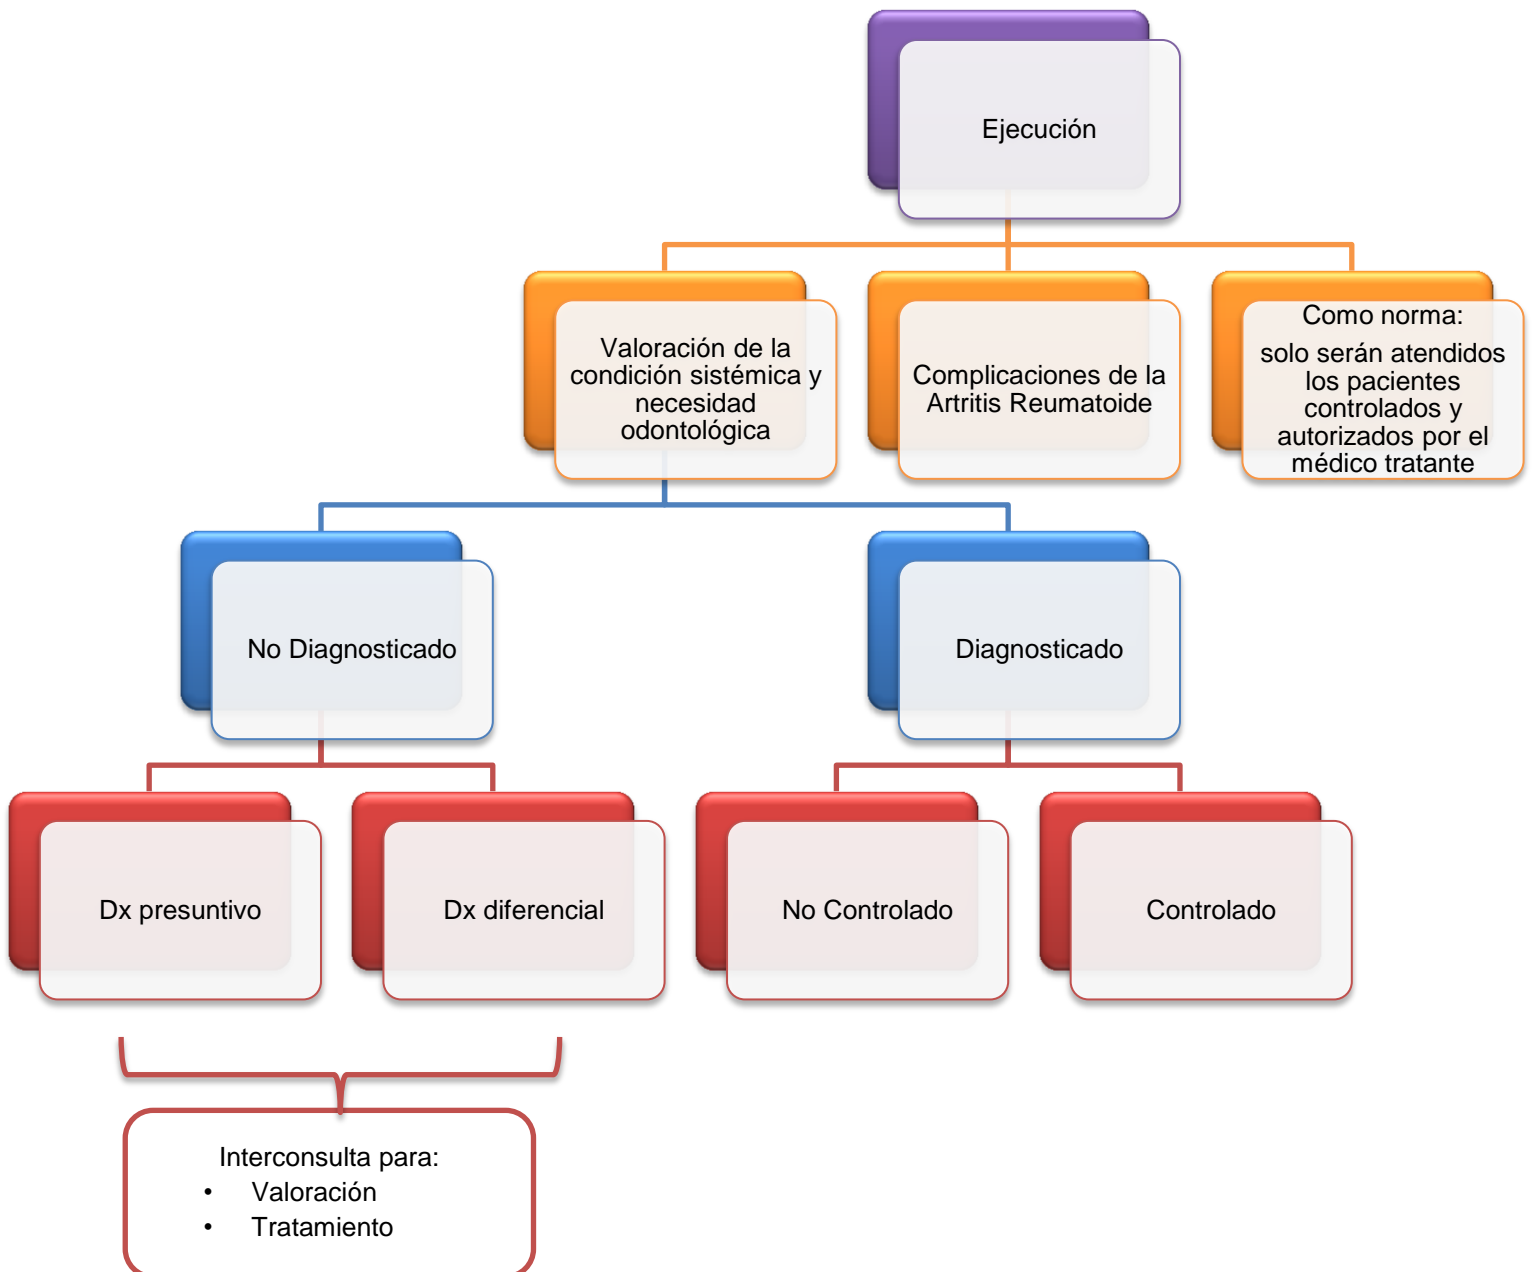 Ejecución
Valoración de la
condición sistémica y
necesidad
odontológica
Complicaciones de la
Artritis Reumatoide
Como norma:
solo serán atendidos
los pacientes
controlados y
autorizados por el
médico tratante
No Diagnosticado
Diagnosticado
Dx presuntivo
Dx diferencial
No Controlado
Controlado
Interconsulta para:
• Valoración
• Tratamiento